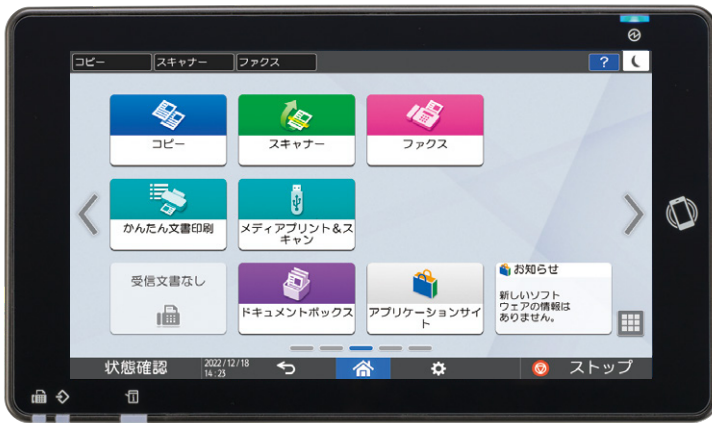 コピー
スキャナー
ファクス
?
コピー
スキャナー
ファクス
かんたん文書印刷
メディアプリント&ス
キャン
受信文書なし
ドキュメントボックス
アプリケーションサイ
ト
お知らせ
新しいソフト
ウェアの情報は
ありません。
状態確認
2022/12/18
14:23
ストップ